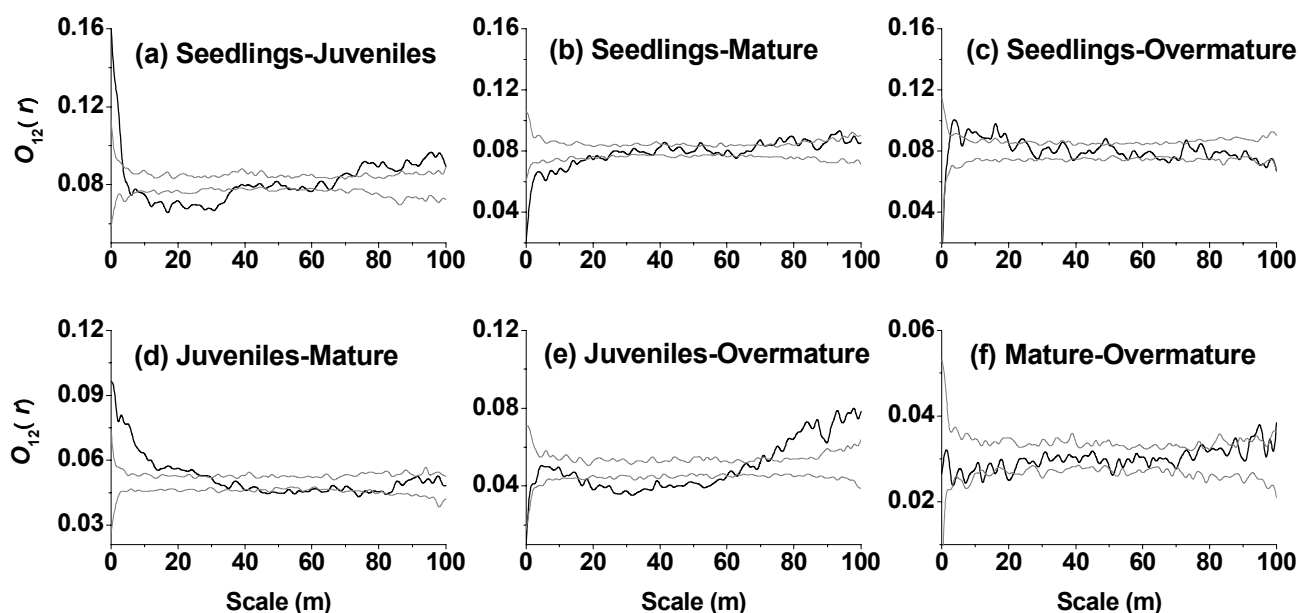 (a) Seedlings-Juveniles
(b) Seedlings-Mature
(c) Seedlings-Overmature
O12(r)
0.16
0.12
0.08
0 20 40 60 80 100
0.16
0.12
0.08
0.04
0 20 40 60 80 100
0.16
0.12
0.08
0.04
0 20 40 60 80 100
(d) Juveniles-Mature
(e) Juveniles-Overmature
(f) Mature-Overmature
O12(r)
0.12
0.09
0.06
0.03
0 20 40 60 80 100
0.12
0.08
0.04
0 20 40 60 80 100
0.06
0.04
0.02
0 20 40 60 80 100
Scale (m)
Scale (m)
Scale (m)